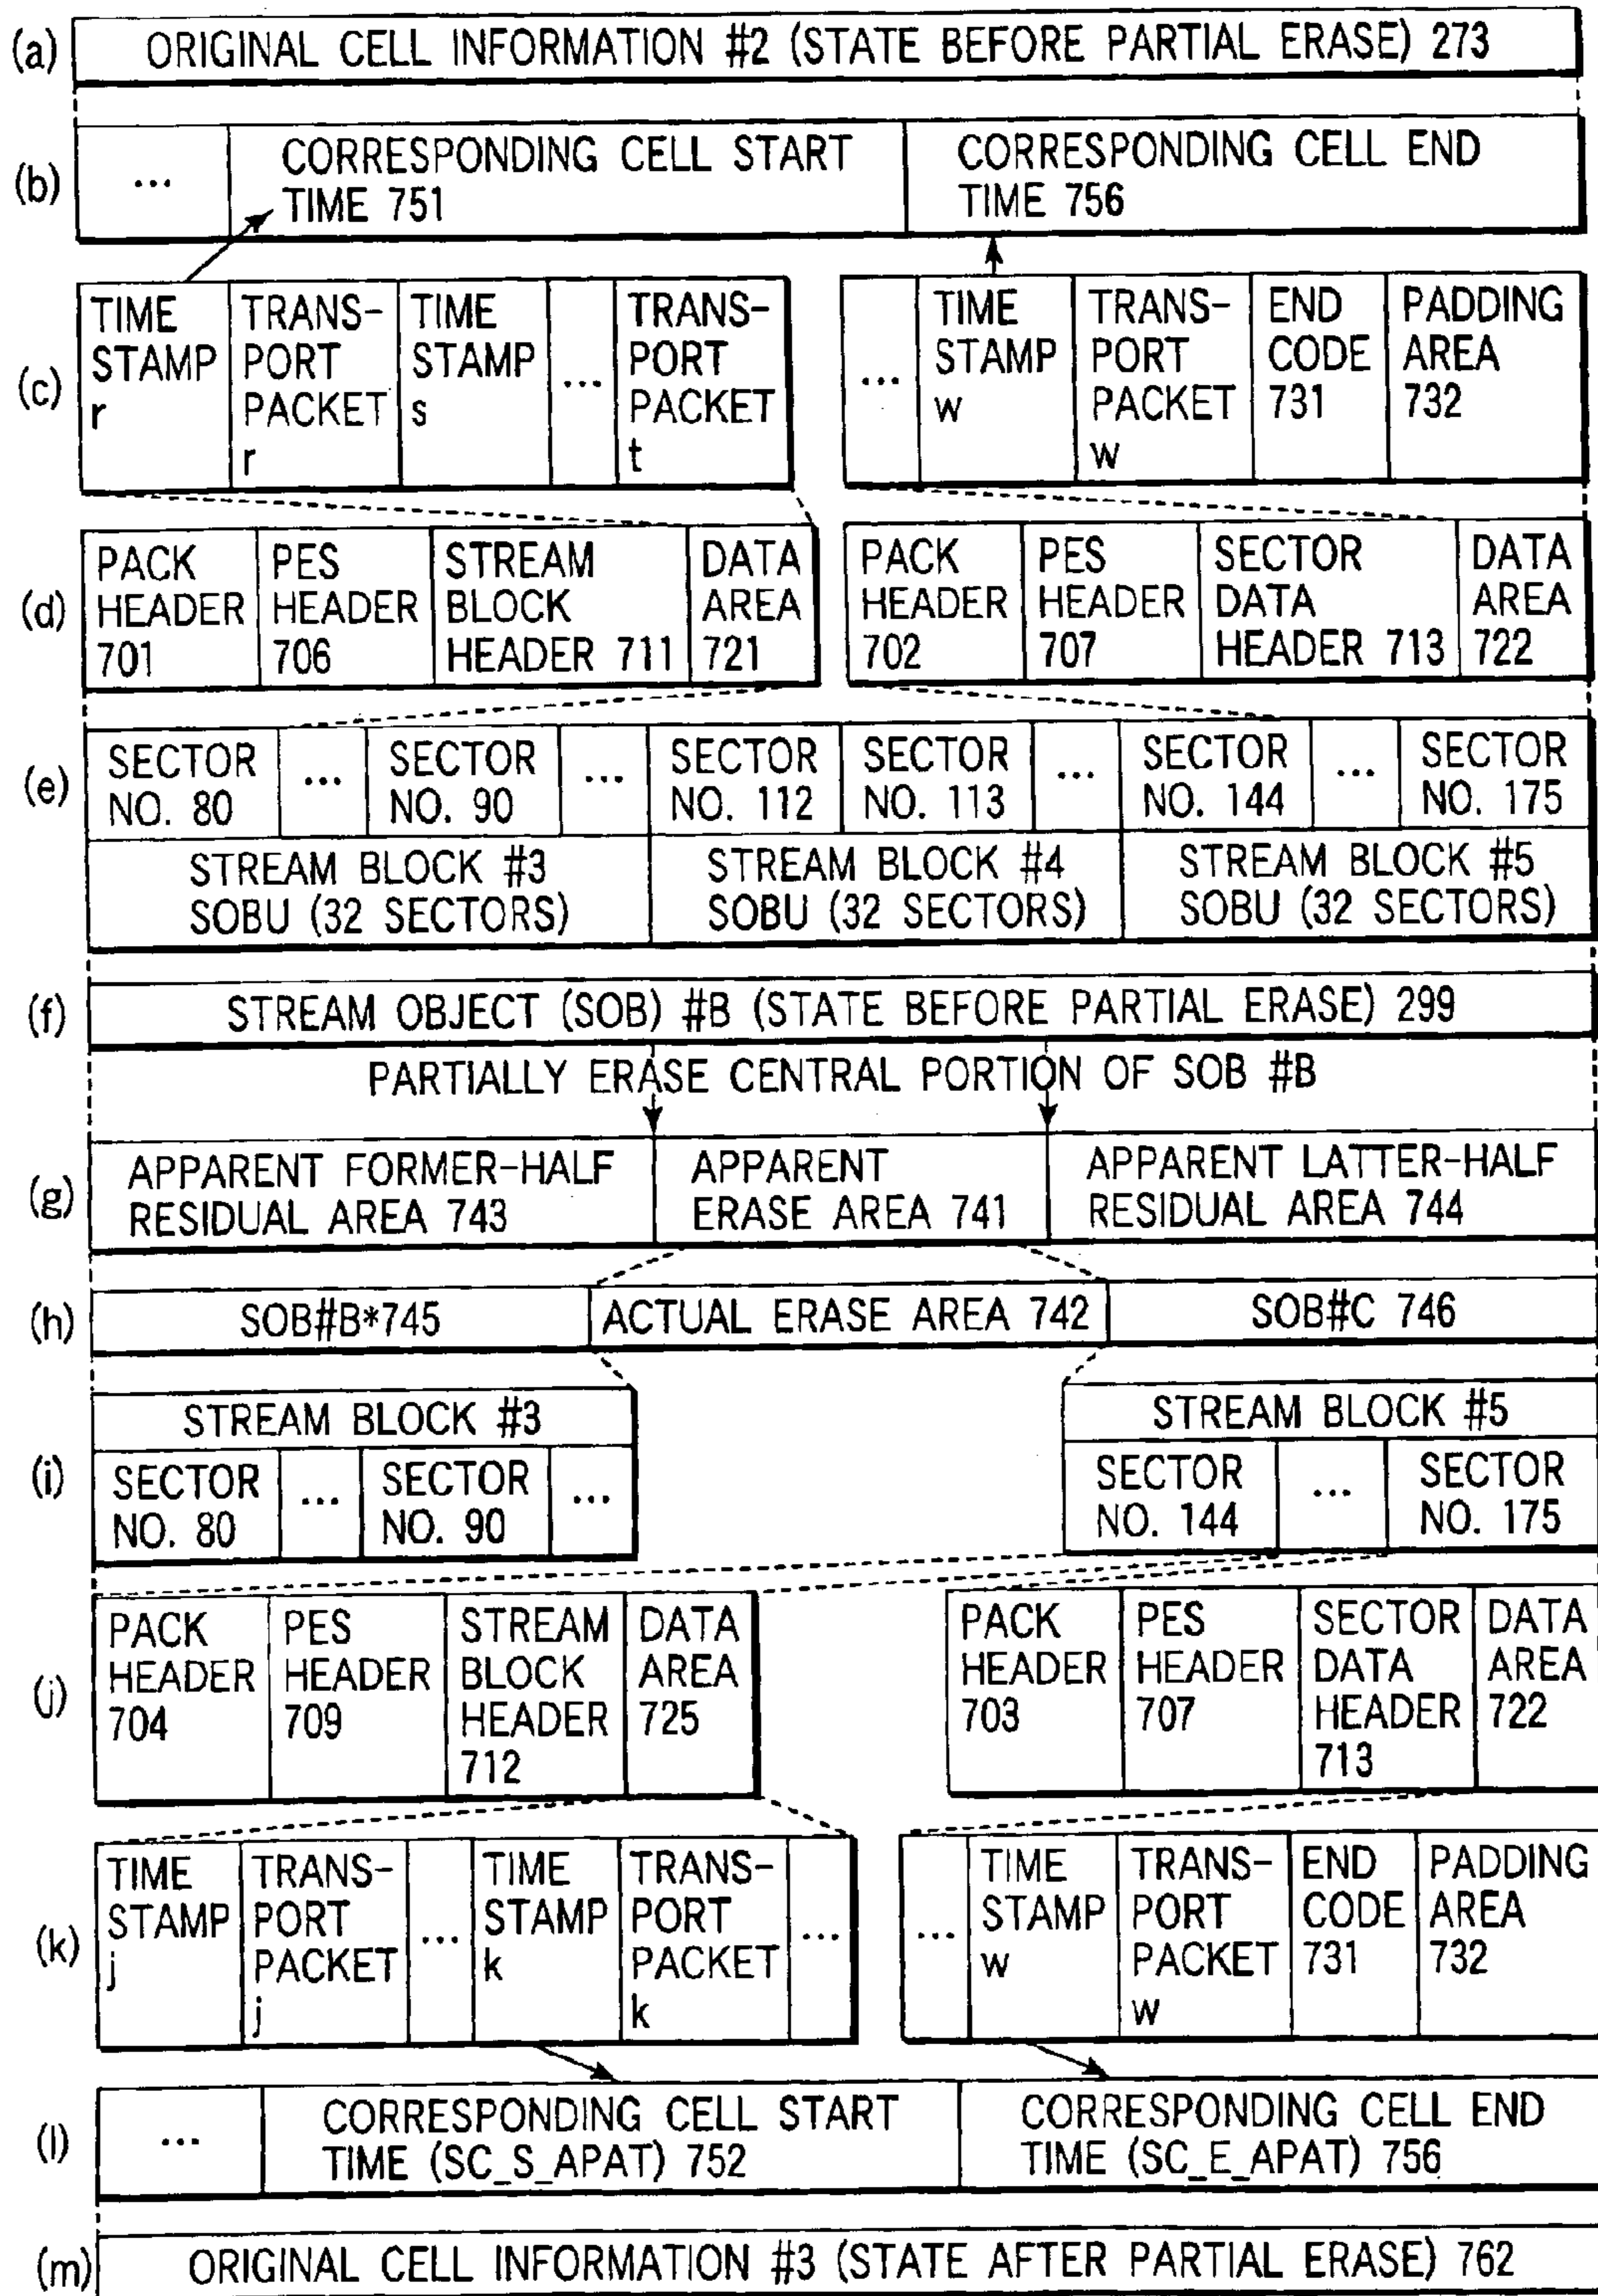 (a) ORIGINAL CELL INFORMATION #2 (STATE BEFORE PARTIAL ERASE) 273
(b)
...
CORRESPONDING CELL START
TIME 751
CORRESPONDING CELL END
TIME 756
(c)
TIME
STAMP
r
TRANS-
PORT
PACKET
r
TIME
STAMP
s
...
TRANS-
PORT
PACKET
t
...
TIME
STAMP
w
TRANS-
PORT
PACKET
w
END
CODE
731
PADDING
AREA
732
(d)
PACK
HEADER
701
PES
HEADER
706
STREAM
BLOCK
HEADER 711
DATA
AREA
721
PACK
HEADER
702
PES
HEADER
707
SECTOR
DATA
HEADER 713
DATA
AREA
722
(e)
SECTOR
NO. 80
...
SECTOR
NO. 90
...
SECTOR
NO. 112
SECTOR
NO. 113
...
SECTOR
NO. 144
...
SECTOR
NO. 175
STREAM BLOCK #3
SOBU (32 SECTORS)
STREAM BLOCK #4
SOBU (32 SECTORS)
STREAM BLOCK #5
SOBU (32 SECTORS)
(f) STREAM OBJECT (SOB) #B (STATE BEFORE PARTIAL ERASE) 299
PARTIALLY ERASE CENTRAL PORTION OF SOB #B
(g)
APPARENT FORMER-HALF
RESIDUAL AREA 743
APPARENT
ERASE AREA 741
APPARENT LATTER-HALF
RESIDUAL AREA 744
(h) SOB#B*745 ACTUAL ERASE AREA 742 SOB#C 746
(i)
STREAM BLOCK #3
SECTOR
NO. 80
...
SECTOR
NO. 90
...
STREAM BLOCK #5
SECTOR
NO. 144
...
SECTOR
NO. 175
(j)
PACK
HEADER
704
PES
HEADER
709
STREAM
BLOCK
HEADER
712
DATA
AREA
725
PACK
HEADER
703
PES
HEADER
707
SECTOR
DATA
HEADER
713
DATA
AREA
722
(k)
TIME
STAMP
j
TRANS-
PORT
PACKET
j
...
TIME
STAMP
k
TRANS-
PORT
PACKET
k
...
...
TIME
STAMP
w
TRANS-
PORT
PACKET
w
END
CODE
731
PADDING
AREA
732
(l)
...
CORRESPONDING CELL START
TIME (SC_S_APAT) 752
CORRESPONDING CELL END
TIME (SC_E_APAT) 756
(m) ORIGINAL CELL INFORMATION #3 (STATE AFTER PARTIAL ERASE) 762